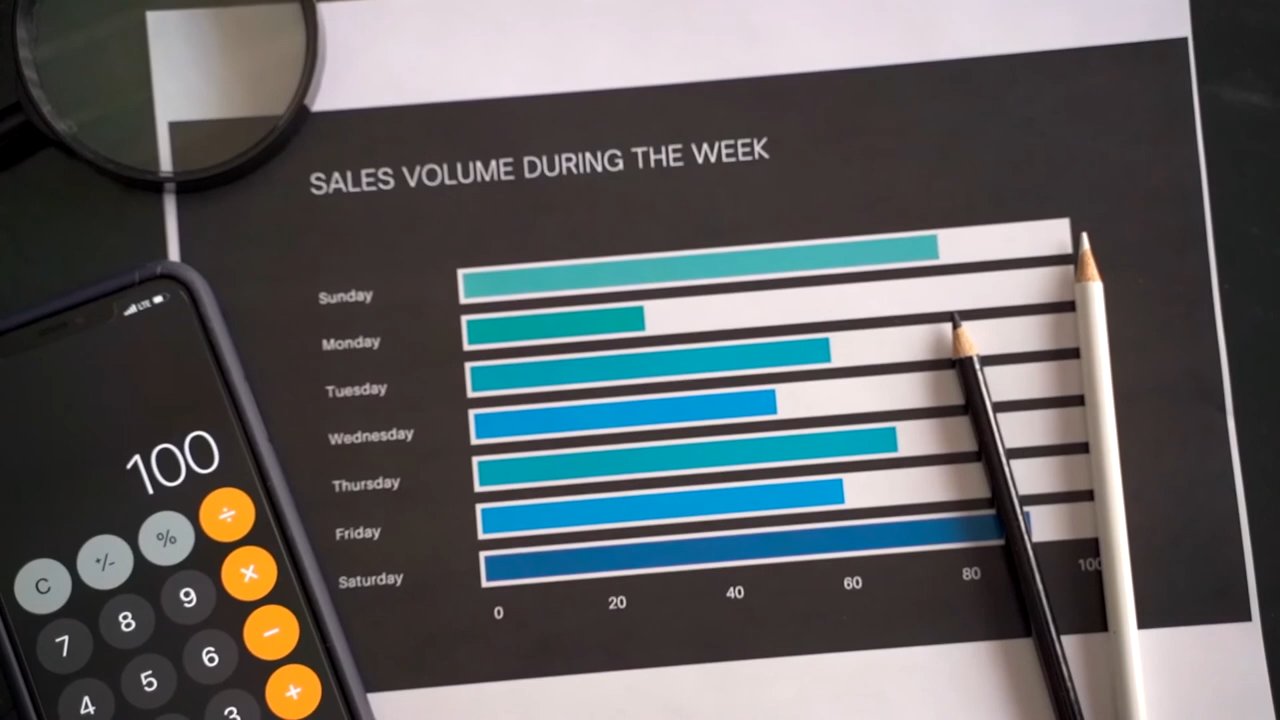 SALES VOLUME DURING THE WEEK
Sunday
Monday
Tuesday
Wednesday
Thursday
Friday
Saturday
0 20 40 60 80 100
LTE
100
C +/- % ÷
7 8 9 ×
4 5 6 −
3 +